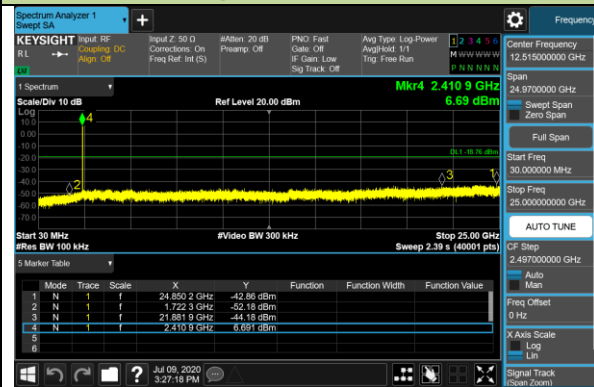 Spectrum Analyzer 1
Swept SA
Frequency
KEYSIGHT
RL
Input: RF
Coupling: DC
Align: Off
Input Z: 50 Ω
Corrections: On
Freq Ref: Int (S)
#Atten: 20 dB
Preamp: Off
PNO: Fast
Gate: Off
IF Gain: Low
Sig Track: Off
Avg Type: Log-Power
Avg|Hold: 1/1
Trig: Free Run
1 2 3 4 5 6
M W W W W W
P N N N N N
LXI
1 Spectrum
Scale/Div 10 dB
Ref Level 20.00 dBm
Mkr4 2.410 9 GHz
6.69 dBm
Log
10.0
0.00
-10.0
-20.0
-30.0
-40.0
-50.0
-60.0
-70.0
4
2
3
1
DL1 -18.76 dBm
Start 30 MHz
#Res BW 100 kHz
#Video BW 300 kHz
Stop 25.00 GHz
Sweep 2.39 s (40001 pts)
5 Marker Table
Mode Trace Scale X Y Function Function Width Function Value
1 N 1 f 24.850 2 GHz -42.86 dBm
2 N 1 f 1.722 3 GHz -52.18 dBm
3 N 1 f 21.881 9 GHz -44.18 dBm
4 N 1 f 2.410 9 GHz 6.691 dBm
5
6
Jul 09, 2020
3:27:18 PM
Center Frequency
12.515000000 GHz
Span
24.9700000 GHz
Swept Span
Zero Span
Full Span
Start Freq
30.000000 MHz
Stop Freq
25.000000000 GHz
AUTO TUNE
CF Step
2.497000000 GHz
Auto
Man
Freq Offset
0 Hz
X Axis Scale
Log
Lin
Signal Track
(Span Zoom)